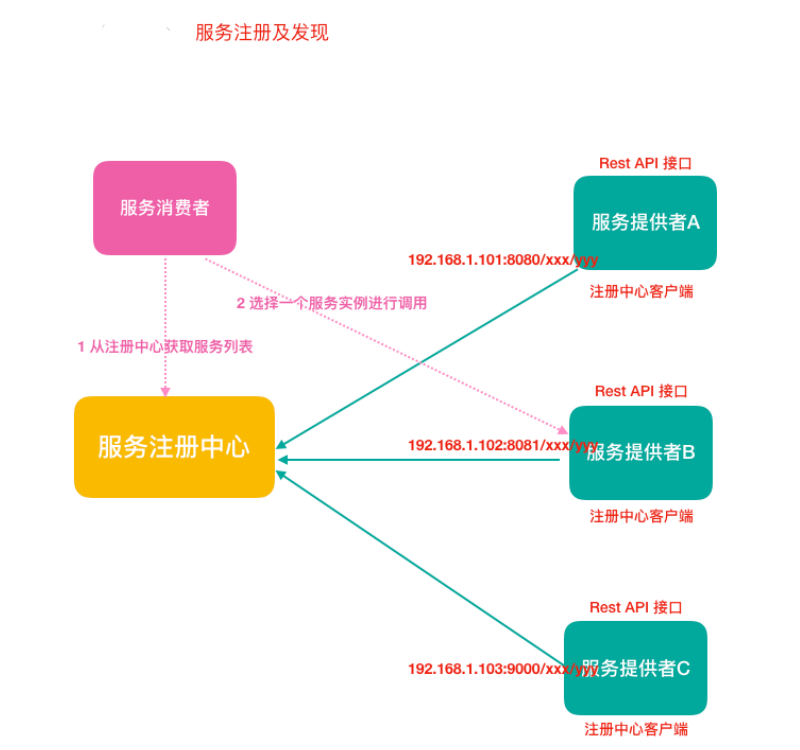 服务注册及发现
Rest API 接口
服务消费者
服务提供者A
192.168.1.101:8080/xxx/yyy
注册中心客户端
2 选择一个服务实例进行调用
1 从注册中心获取服务列表
Rest API 接口
服务注册中心
192.168.1.102:8081/xxx/yyy
服务提供者B
注册中心客户端
Rest API 接口
192.168.1.103:9000/xxx/yyy
服务提供者C
注册中心客户端